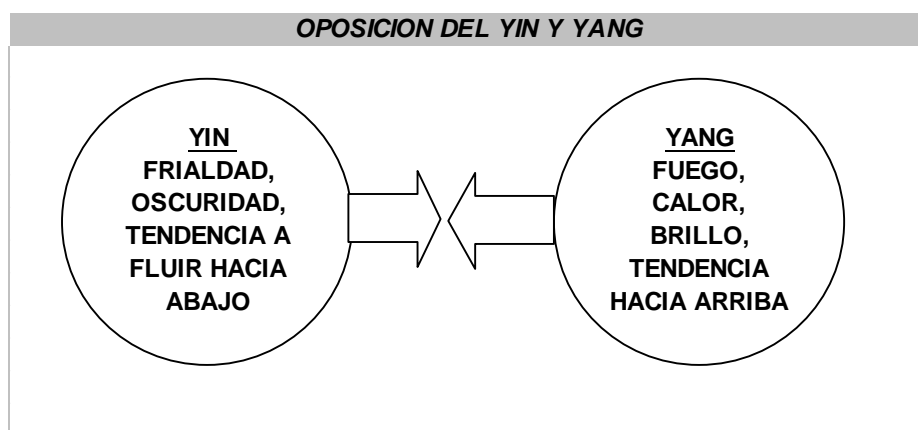 OPOSICION DEL YIN Y YANG
YIN
FRIALDAD,
OSCURIDAD,
TENDENCIA A
FLUIR HACIA
ABAJO
YANG
FUEGO,
CALOR,
BRILLO,
TENDENCIA
HACIA ARRIBA